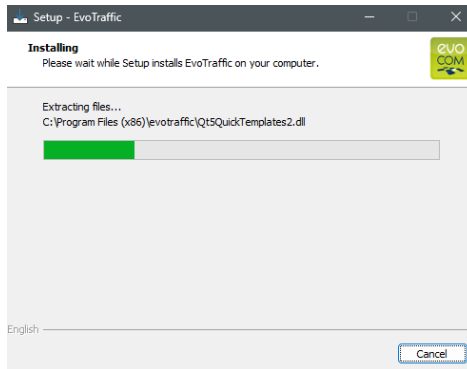 Setup - EvoTraffic
Installing
Please wait while Setup installs EvoTraffic on your computer.
evo
COM
Extracting files...
C:\Program Files (x86)\evotraffic\Qt5QuickTemplates2.dll
English
Cancel